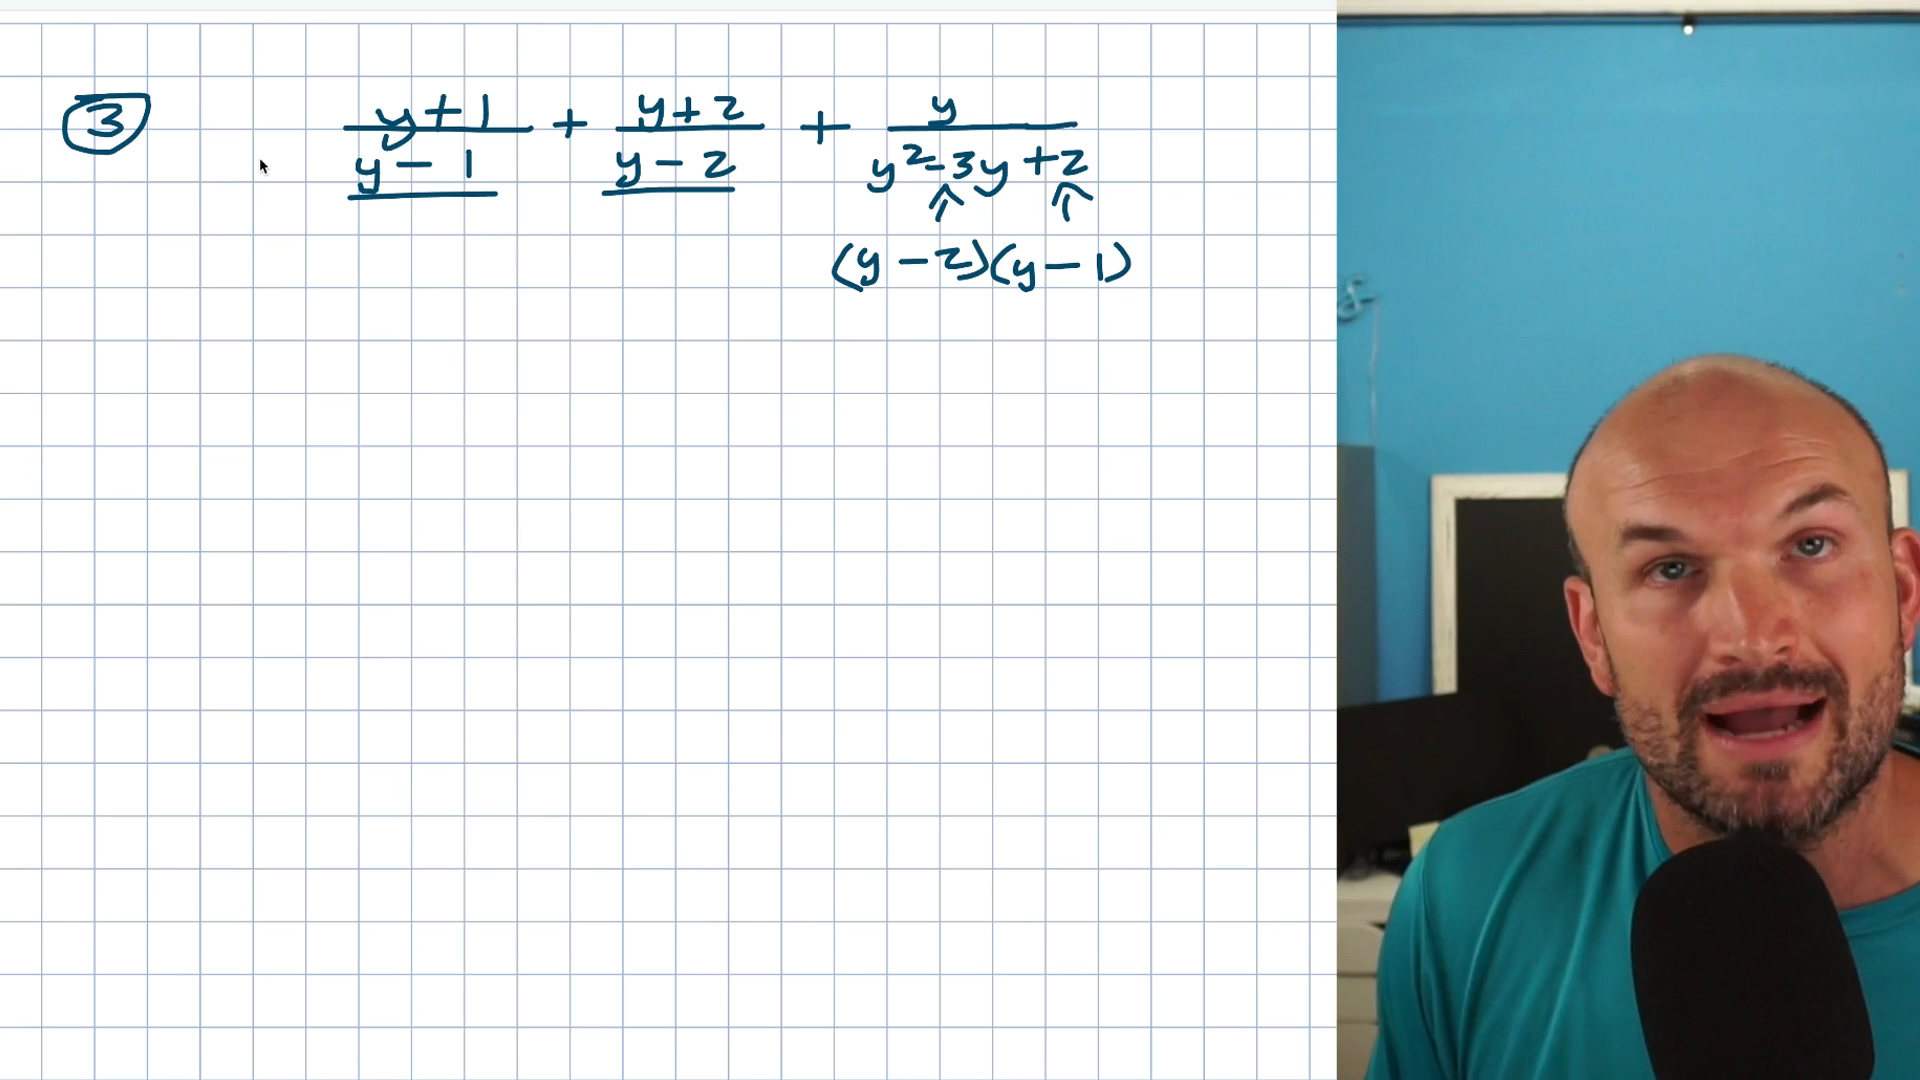 3
y + 1 + y + 2 + y
y - 1 y - 2 y² - 3y + 2
(y - 2)(y - 1)